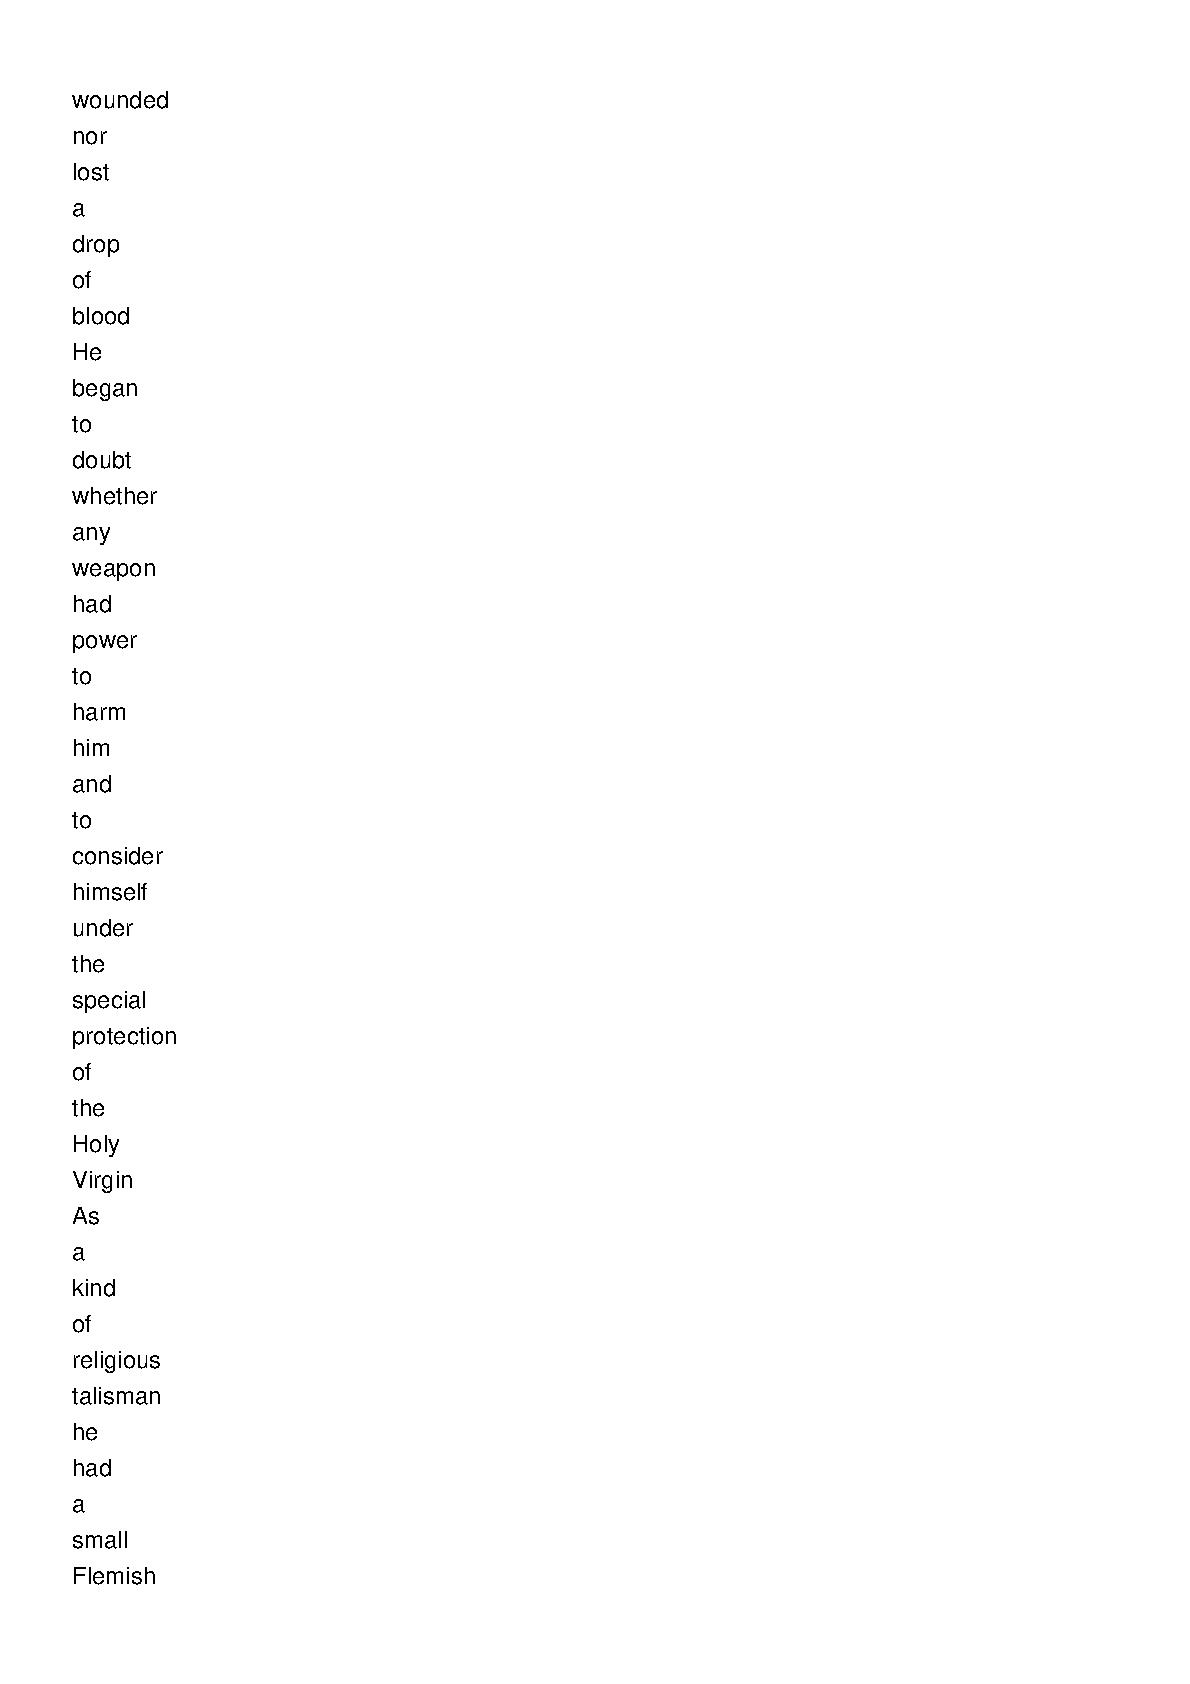 wounded
nor
lost
a
drop
of
blood
He
began
to
doubt
whether
any
weapon
had
power
to
harm
him
and
to
consider
himself
under
the
special
protection
of
the
Holy
Virgin
As
a
kind
of
religious
talisman
he
had
a
small
Flemish